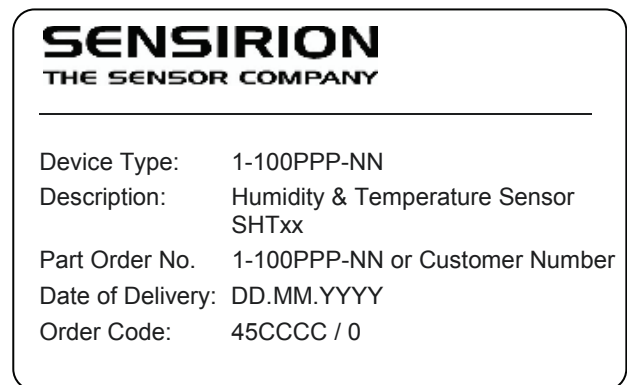 SENSIRION
THE SENSOR COMPANY
Device Type: 1-100PPP-NN
Description: Humidity & Temperature Sensor
SHTxx
Part Order No. 1-100PPP-NN or Customer Number
Date of Delivery: DD.MM.YYYY
Order Code: 45CCCC / 0